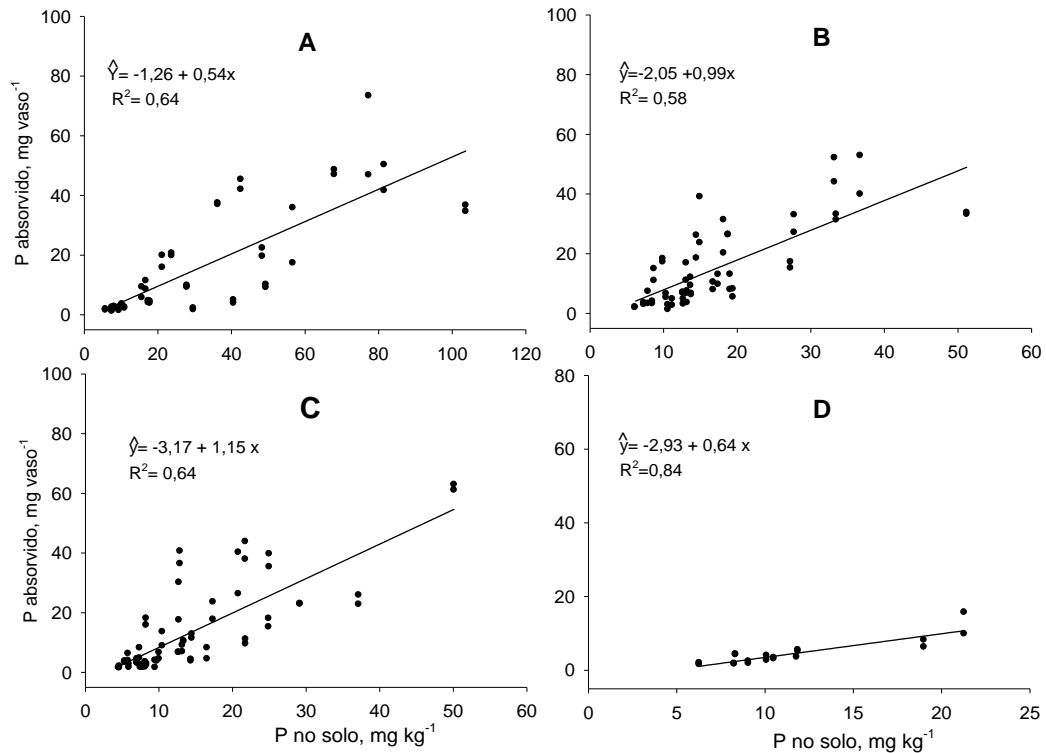 A
Ŷ= -1,26 + 0,54x
R²= 0,64
P absorvido, mg vaso⁻¹
80
60
40
20
0
0 20 40 60 80 100 120
B
ŷ=-2,05 +0,99x
R²= 0,58
100
80
60
40
20
0
0 10 20 30 40 50 60
C
ŷ= -3,17 + 1,15 x
R²= 0,64
P absorvido, mg vaso⁻¹
100
80
60
40
20
0
0 10 20 30 40 50 60
P no solo, mg kg⁻¹
D
ŷ=-2,93 + 0,64 x
R²=0,84
80
60
40
20
0
0 5 10 15 20 25
P no solo, mg kg⁻¹